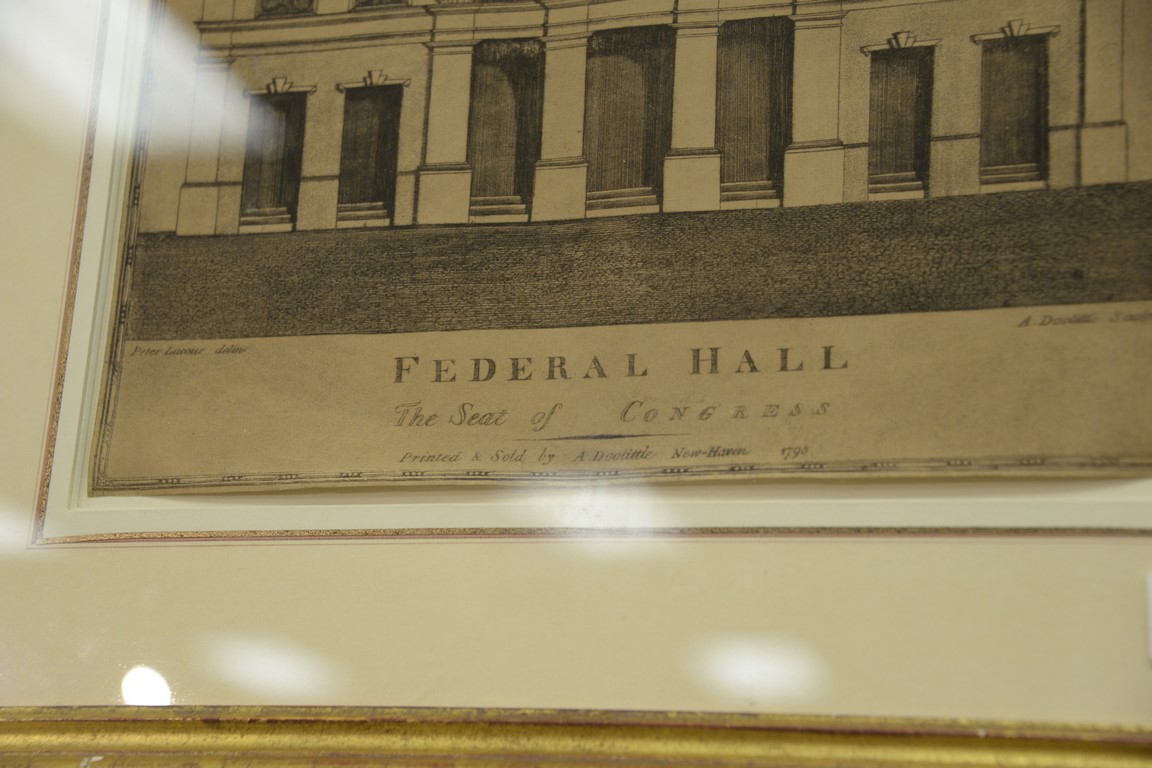 Peter Lacour delin
A. Doolittle Sculp
FEDERAL HALL
The Seat of CONGRESS
Printed & Sold by A. Doolittle New-Haven